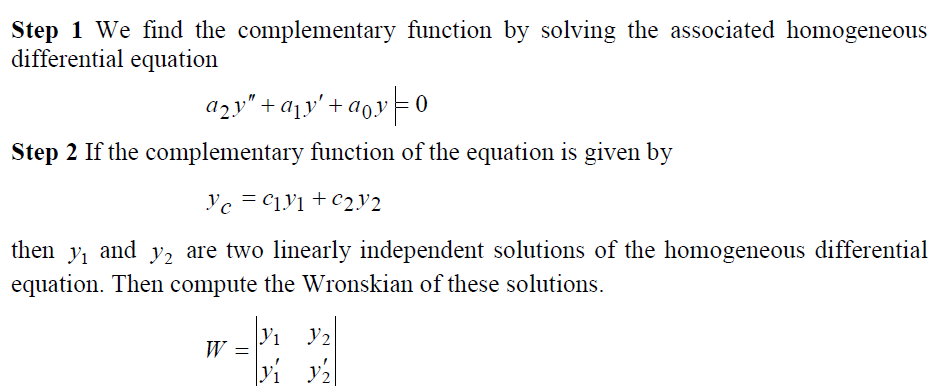 Step 1 We find the complementary function by solving the associated homogeneous
differential equation
a₂y″ + a₁y′ + a₀y = 0
Step 2 If the complementary function of the equation is given by
y_c = c₁y₁ + c₂y₂
then y₁ and y₂ are two linearly independent solutions of the homogeneous differential
equation. Then compute the Wronskian of these solutions.
W = |y₁ y₂|
|y₁′ y₂′|